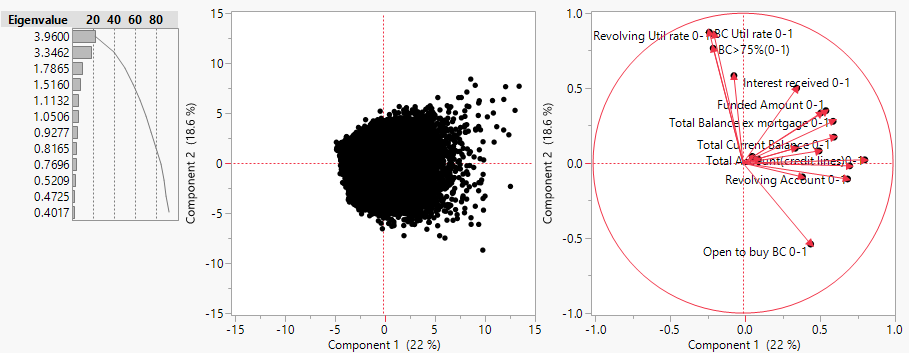 Eigenvalue 20 40 60 80
3.9600
3.3462
1.7865
1.5160
1.1132
1.0506
0.9277
0.8165
0.7696
0.5209
0.4725
0.4017
Component 2 (18.6 %)
15
10
5
0
-5
-10
-15
-15 -10 -5 0 5 10 15
Component 1 (22 %)
Component 2 (18.6 %)
1.0
0.5
0.0
-0.5
-1.0
Revolving Util rate 0-1
BC Util rate 0-1
BC>75%(0-1)
Interest received 0-1
Funded Amount 0-1
Total Balance ex mortgage 0-1
Total Current Balance 0-1
Total Account(credit lines)0-1
Revolving Account 0-1
Open to buy BC 0-1
-1.0 -0.5 0.0 0.5 1.0
Component 1 (22 %)